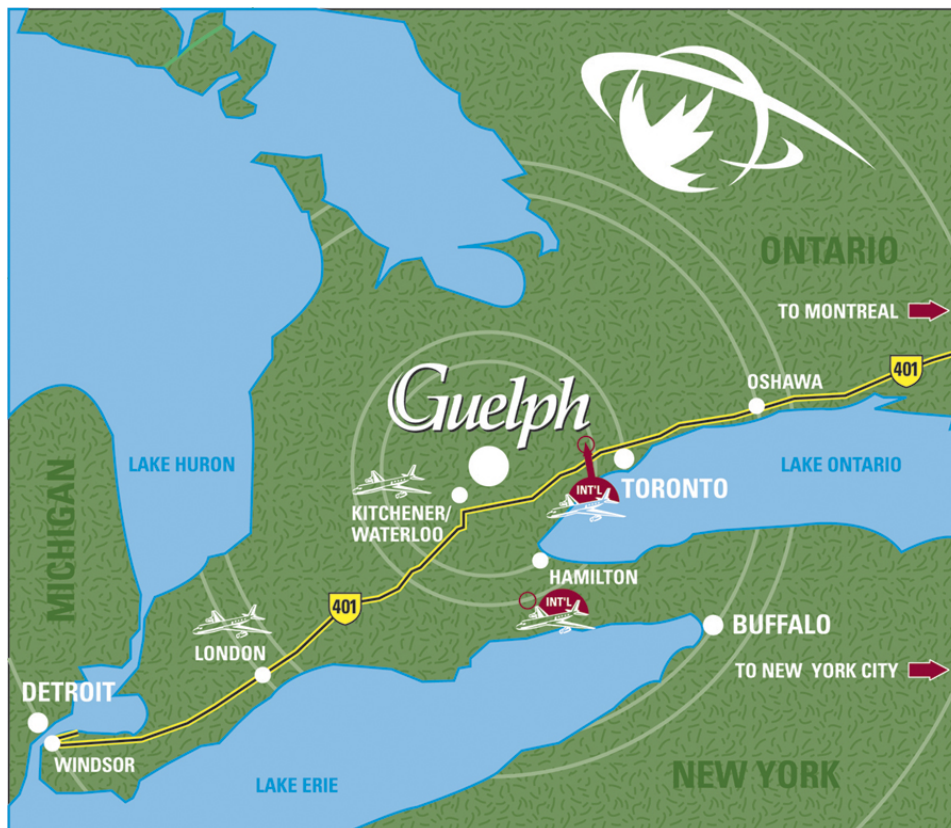 ONTARIO
TO MONTREAL
401
OSHAWA
Guelph
LAKE HURON
LAKE ONTARIO
INT'L
TORONTO
KITCHENER/
WATERLOO
MICHIGAN
HAMILTON
INT'L
401
BUFFALO
LONDON
TO NEW YORK CITY
DETROIT
WINDSOR
NEW YORK
LAKE ERIE